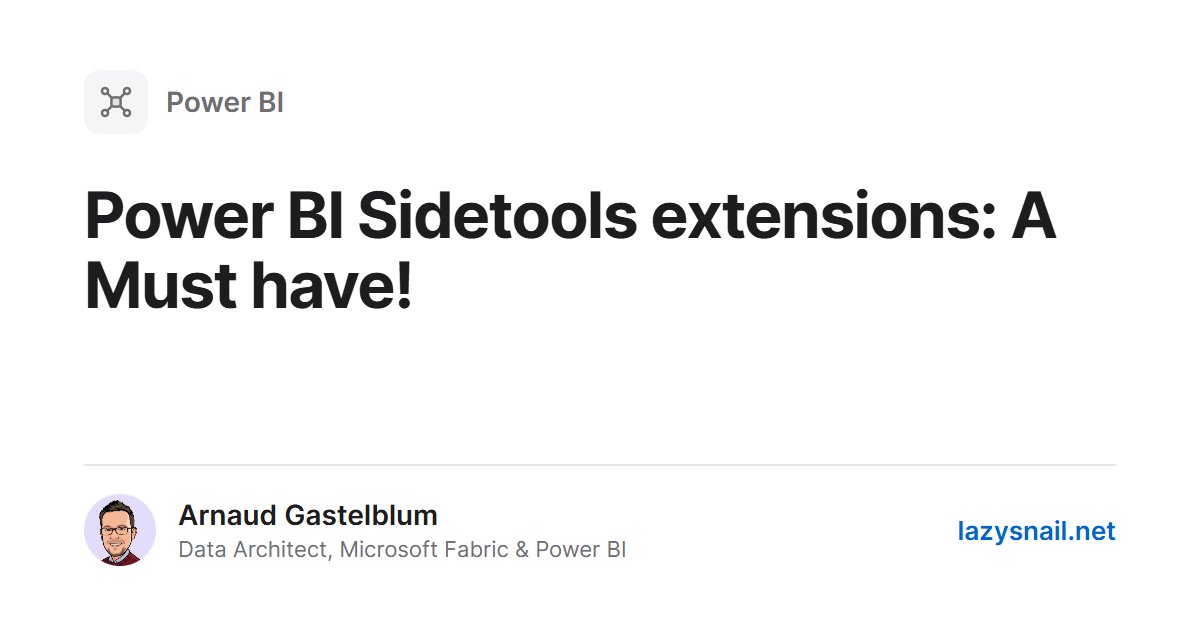 Power BI
Power BI Sidetools extensions: A
Must have!
Arnaud Gastelblum
Data Architect, Microsoft Fabric & Power BI
lazysnail.net